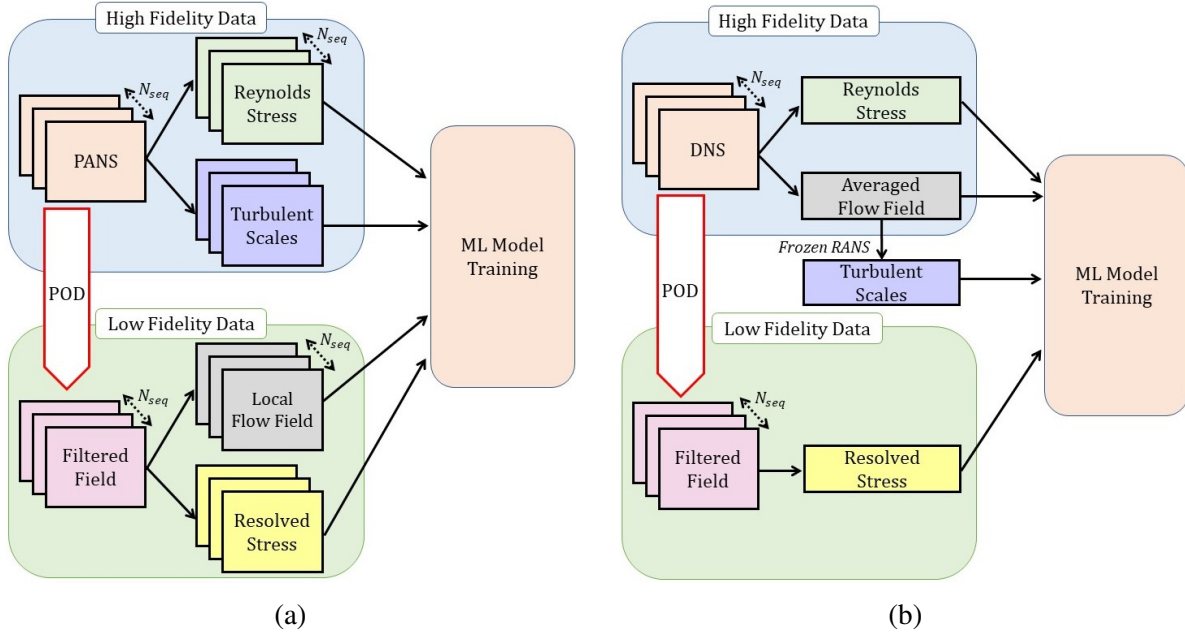 High Fidelity Data
N_seq
N_seq
Reynolds
Stress
PANS
Turbulent
Scales
POD
ML Model
Training
Low Fidelity Data
N_seq
N_seq
Local
Flow Field
Filtered
Field
Resolved
Stress
(a)
High Fidelity Data
N_seq
Reynolds
Stress
DNS
Averaged
Flow Field
Frozen RANS
Turbulent
Scales
POD
ML Model
Training
Low Fidelity Data
N_seq
Filtered
Field
Resolved
Stress
(b)